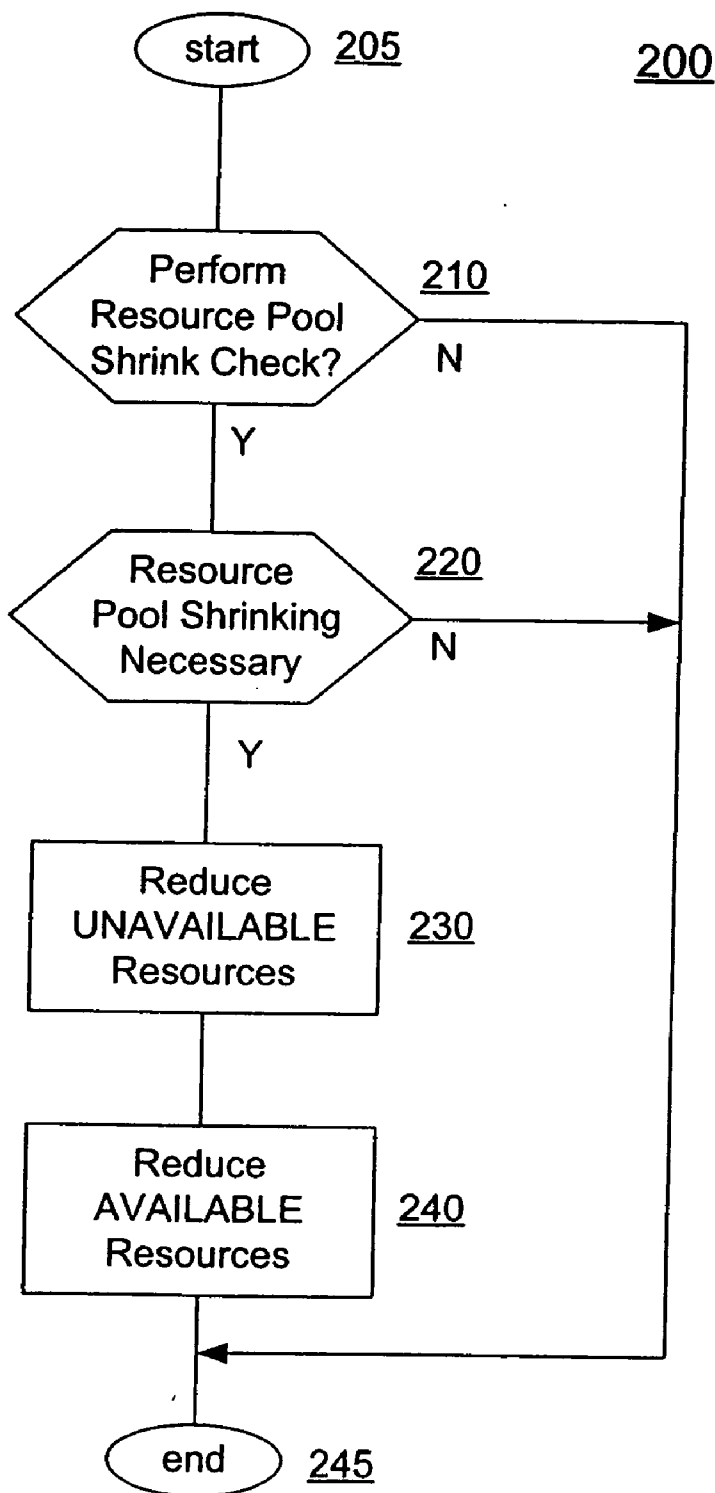 start 205
200
Perform
Resource Pool
Shrink Check?
210
N
Y
Resource
Pool Shrinking
Necessary
220
N
Y
Reduce
UNAVAILABLE
Resources
230
Reduce
AVAILABLE
Resources
240
end 245